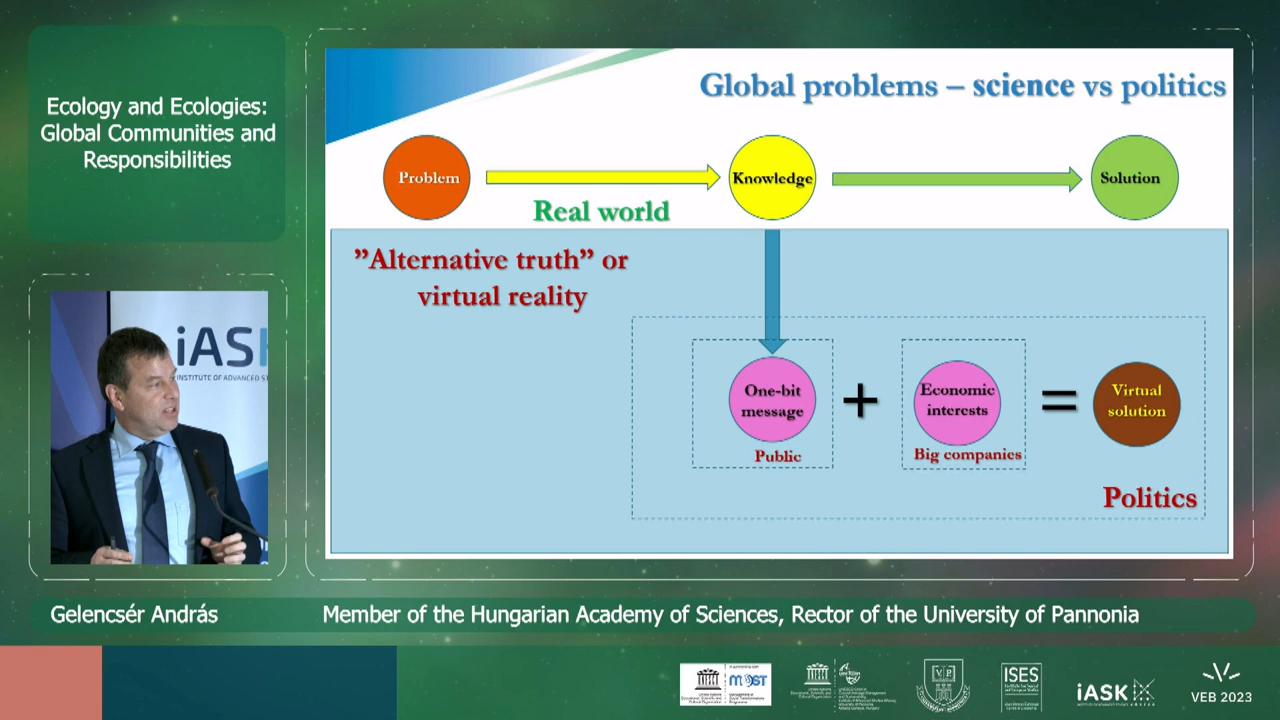 Ecology and Ecologies:
Global Communities and
Responsibilities
Global problems – science vs politics
Problem
Knowledge
Solution
Real world
”Alternative truth” or
virtual reality
One-bit
message
+
Economic
interests
=
Virtual
solution
Public
Big companies
Politics
iASK
INSTITUTE OF ADVANCED ST
Gelencsér András
Member of the Hungarian Academy of Sciences, Rector of the University of Pannonia
MOST
ISES
iASK
VEB 2023